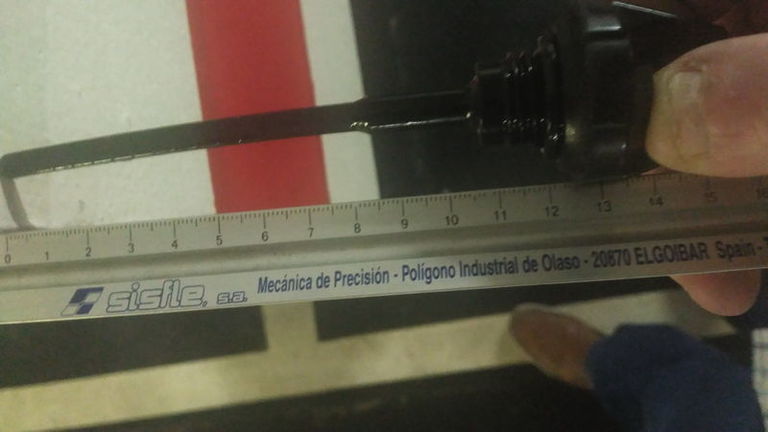 0 1 2 3 4 5 6 7 8 9 10 11 12 13 14 15 16
sisfle, s.a. Mecánica de Precisión - Polígono Industrial de Olaso - 20870 ELGOIBAR Spain -